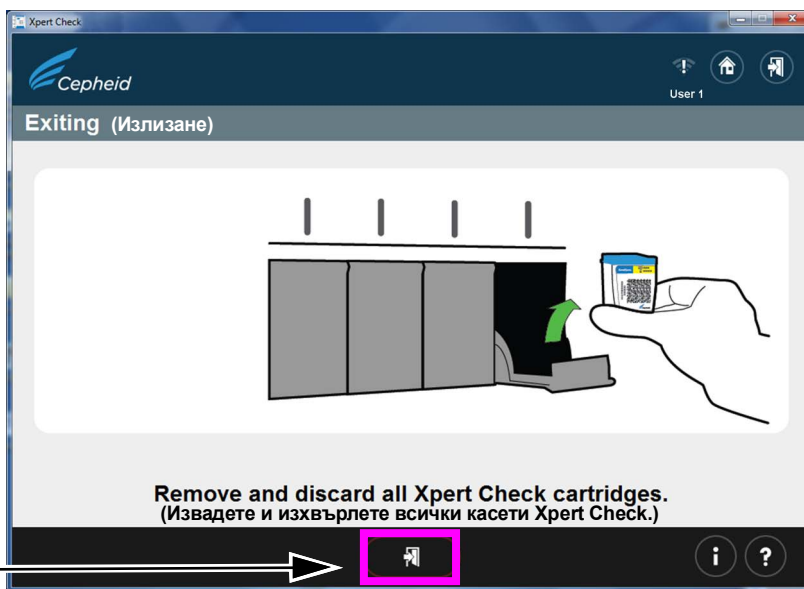 Xpert Check
Cepheid
User 1
Exiting (Излизане)
Remove and discard all Xpert Check cartridges.
(Извадете и изхвърлете всички касети Xpert Check.)
i ?